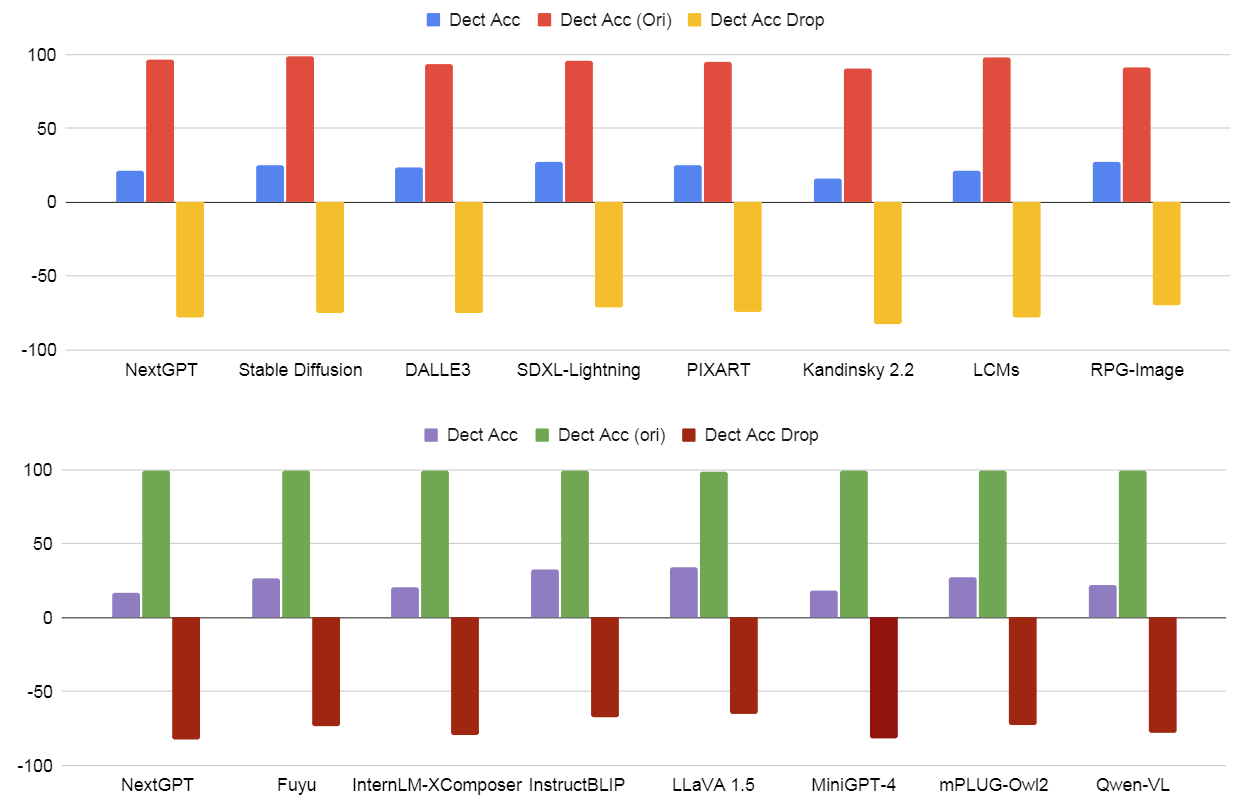 Dect Acc Dect Acc (Ori) Dect Acc Drop
100
50
0
-50
-100
NextGPT Stable Diffusion DALLE3 SDXL-Lightning PIXART Kandinsky 2.2 LCMs RPG-Image
Dect Acc Dect Acc (ori) Dect Acc Drop
100
50
0
-50
-100
NextGPT Fuyu InternLM-XComposer InstructBLIP LLaVA 1.5 MiniGPT-4 mPLUG-Owl2 Qwen-VL